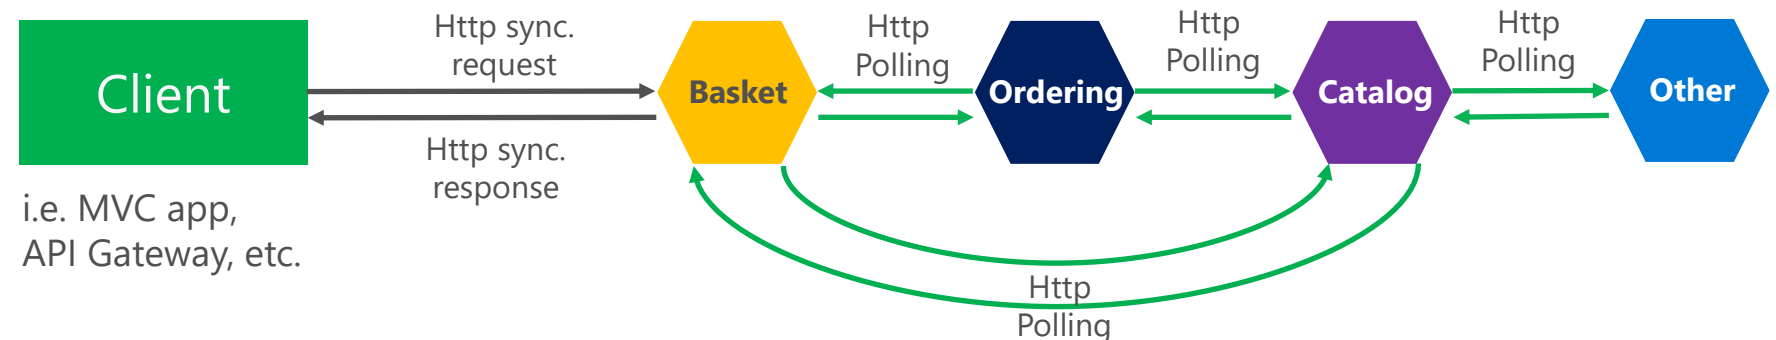 Client
i.e. MVC app,
API Gateway, etc.
Http sync.
request
Http sync.
response
Basket
Http
Polling
Ordering
Http
Polling
Catalog
Http
Polling
Other
Http
Polling